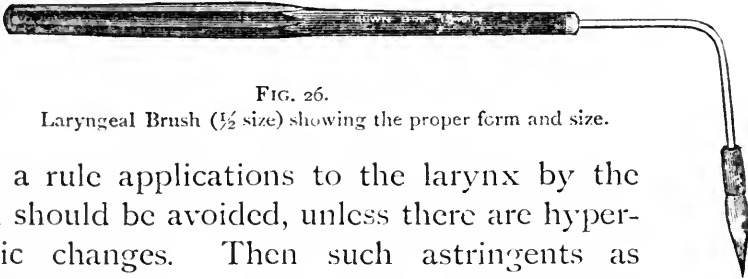 FIG. 26.
Laryngeal Brush (½ size) showing the proper form and size.
a rule applications to the larynx by the
should be avoided, unless there are hyper-
ic changes. Then such astringents as